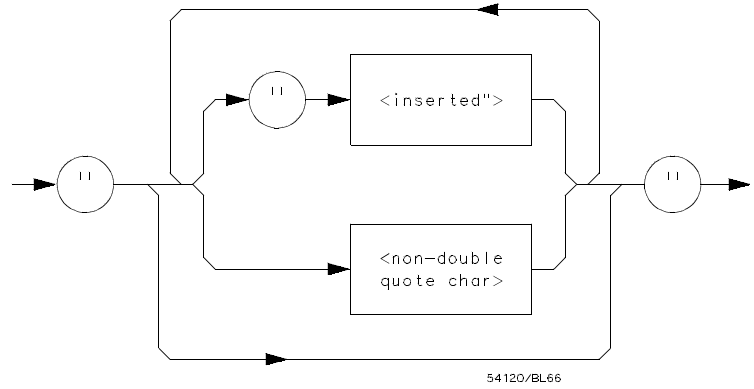 "
<inserted">
"
"
<non-double
quote char>
54120/BL66